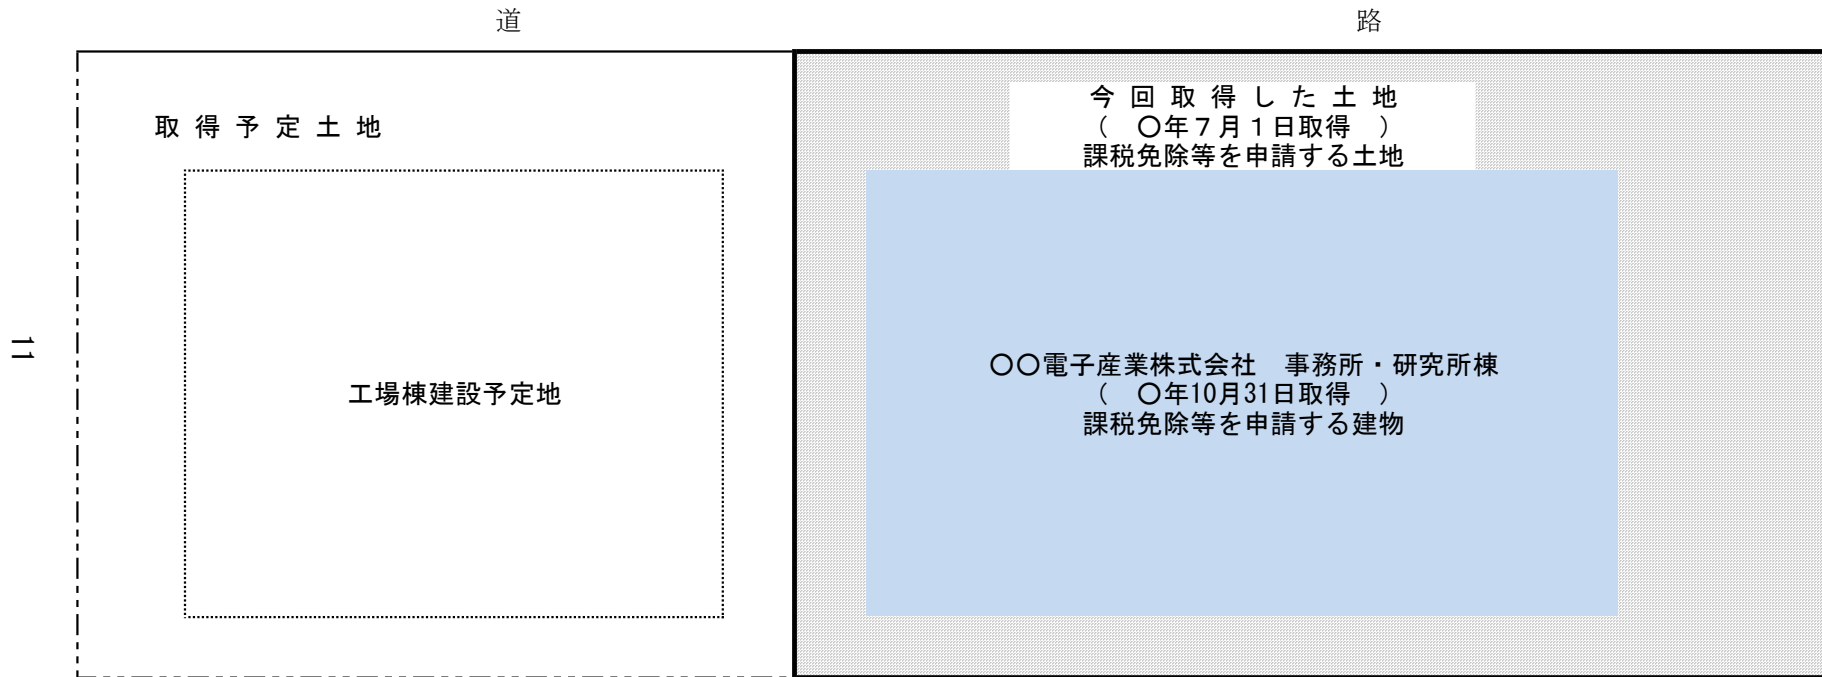 道　路
取 得 予 定 土 地
今 回 取 得 し た 土 地
（　○年７月１日取得　）
課税免除等を申請する土地
工場棟建設予定地
○○電子産業株式会社　事務所・研究所棟
（　○年10月31日取得　）
課税免除等を申請する建物
11